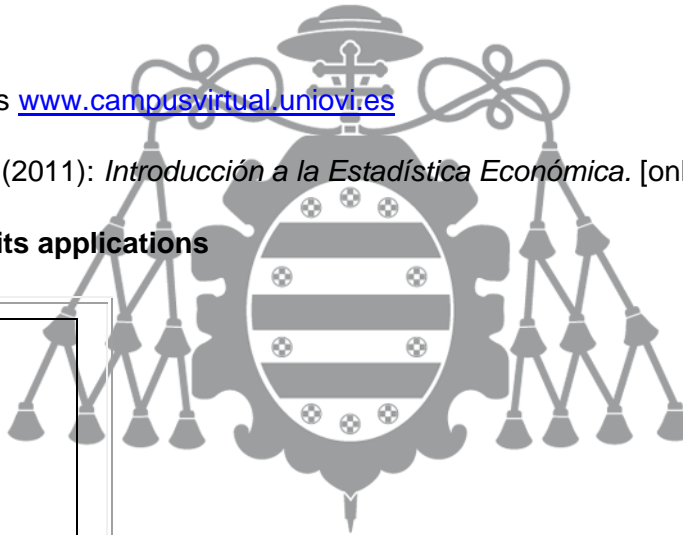 s www.campusvirtual.uniovi.es
(2011): Introducción a la Estadística Económica. [onl
its applications